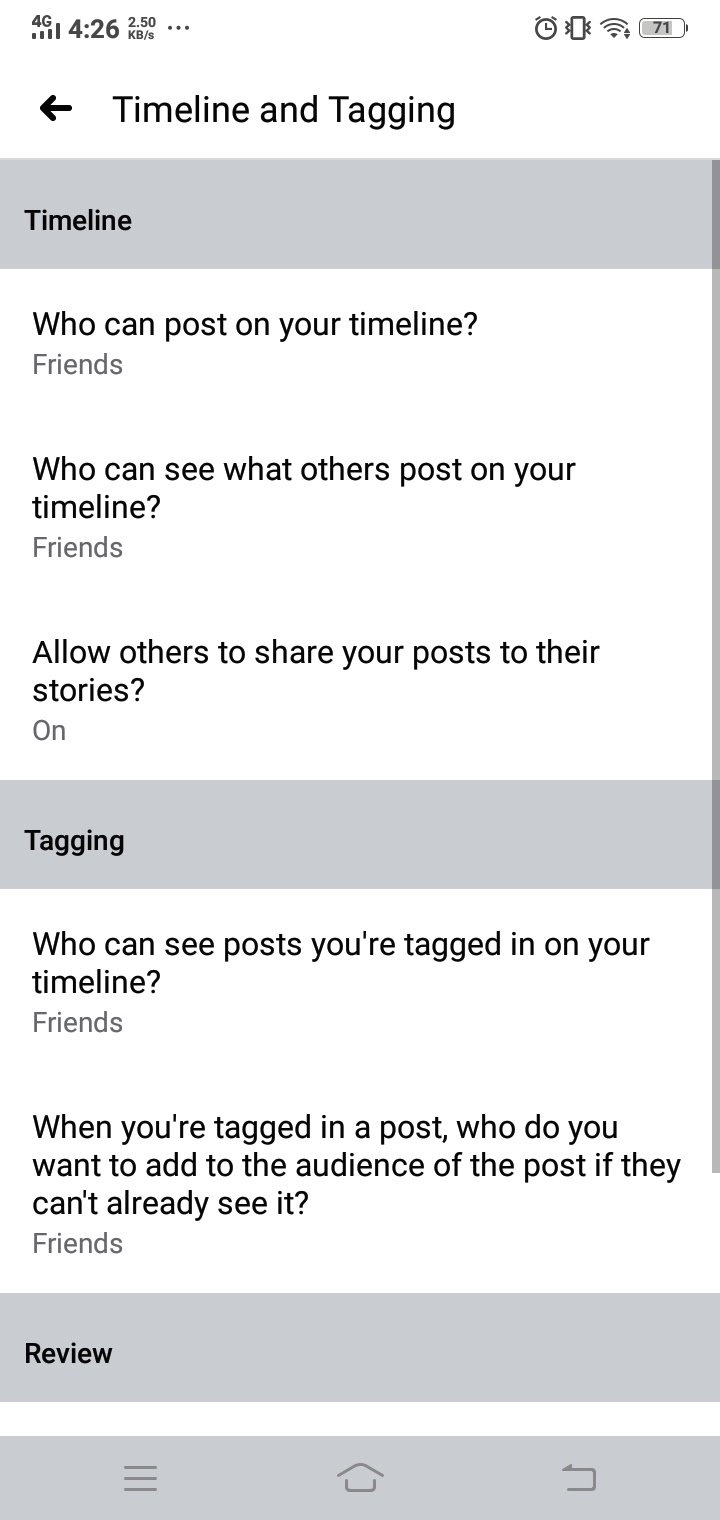 4G 4:26 2.50 KB/s ... 71
Timeline and Tagging
Timeline
Who can post on your timeline?
Friends
Who can see what others post on your
timeline?
Friends
Allow others to share your posts to their
stories?
On
Tagging
Who can see posts you're tagged in on your
timeline?
Friends
When you're tagged in a post, who do you
want to add to the audience of the post if they
can't already see it?
Friends
Review